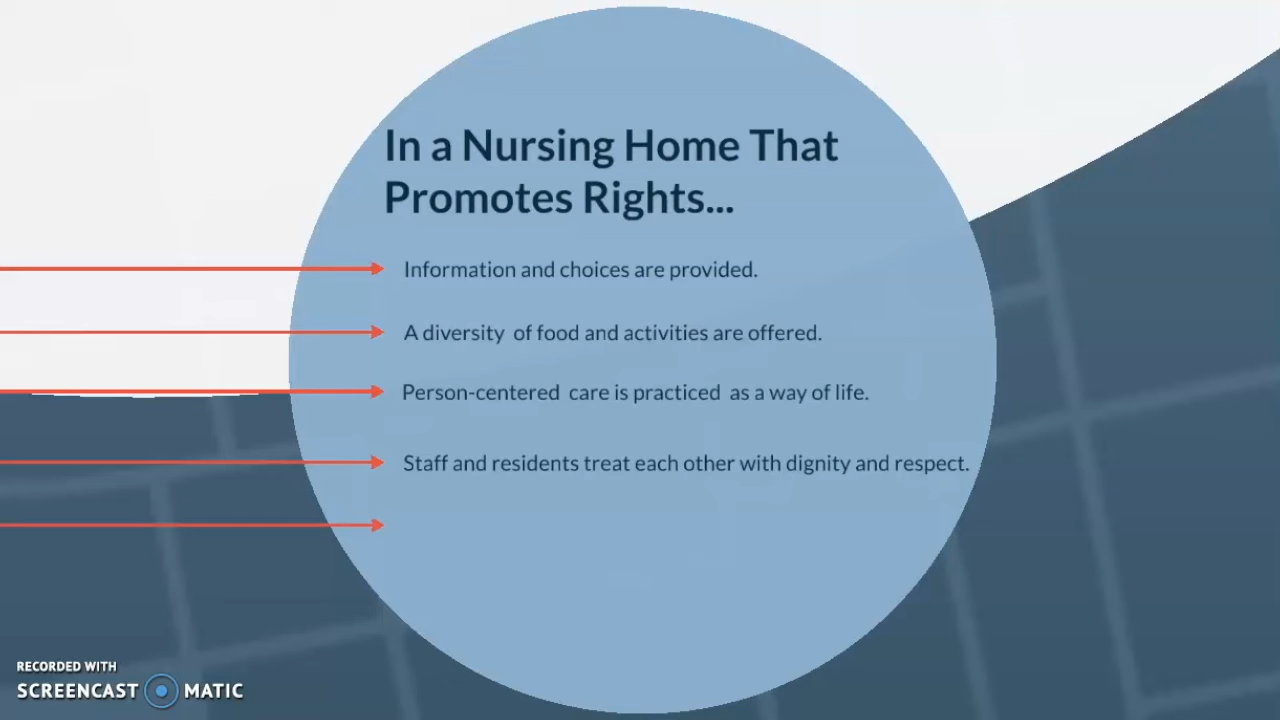 In a Nursing Home That
Promotes Rights...
Information and choices are provided.
A diversity of food and activities are offered.
Person-centered care is practiced as a way of life.
Staff and residents treat each other with dignity and respect.
RECORDED WITH
SCREENCAST MATIC